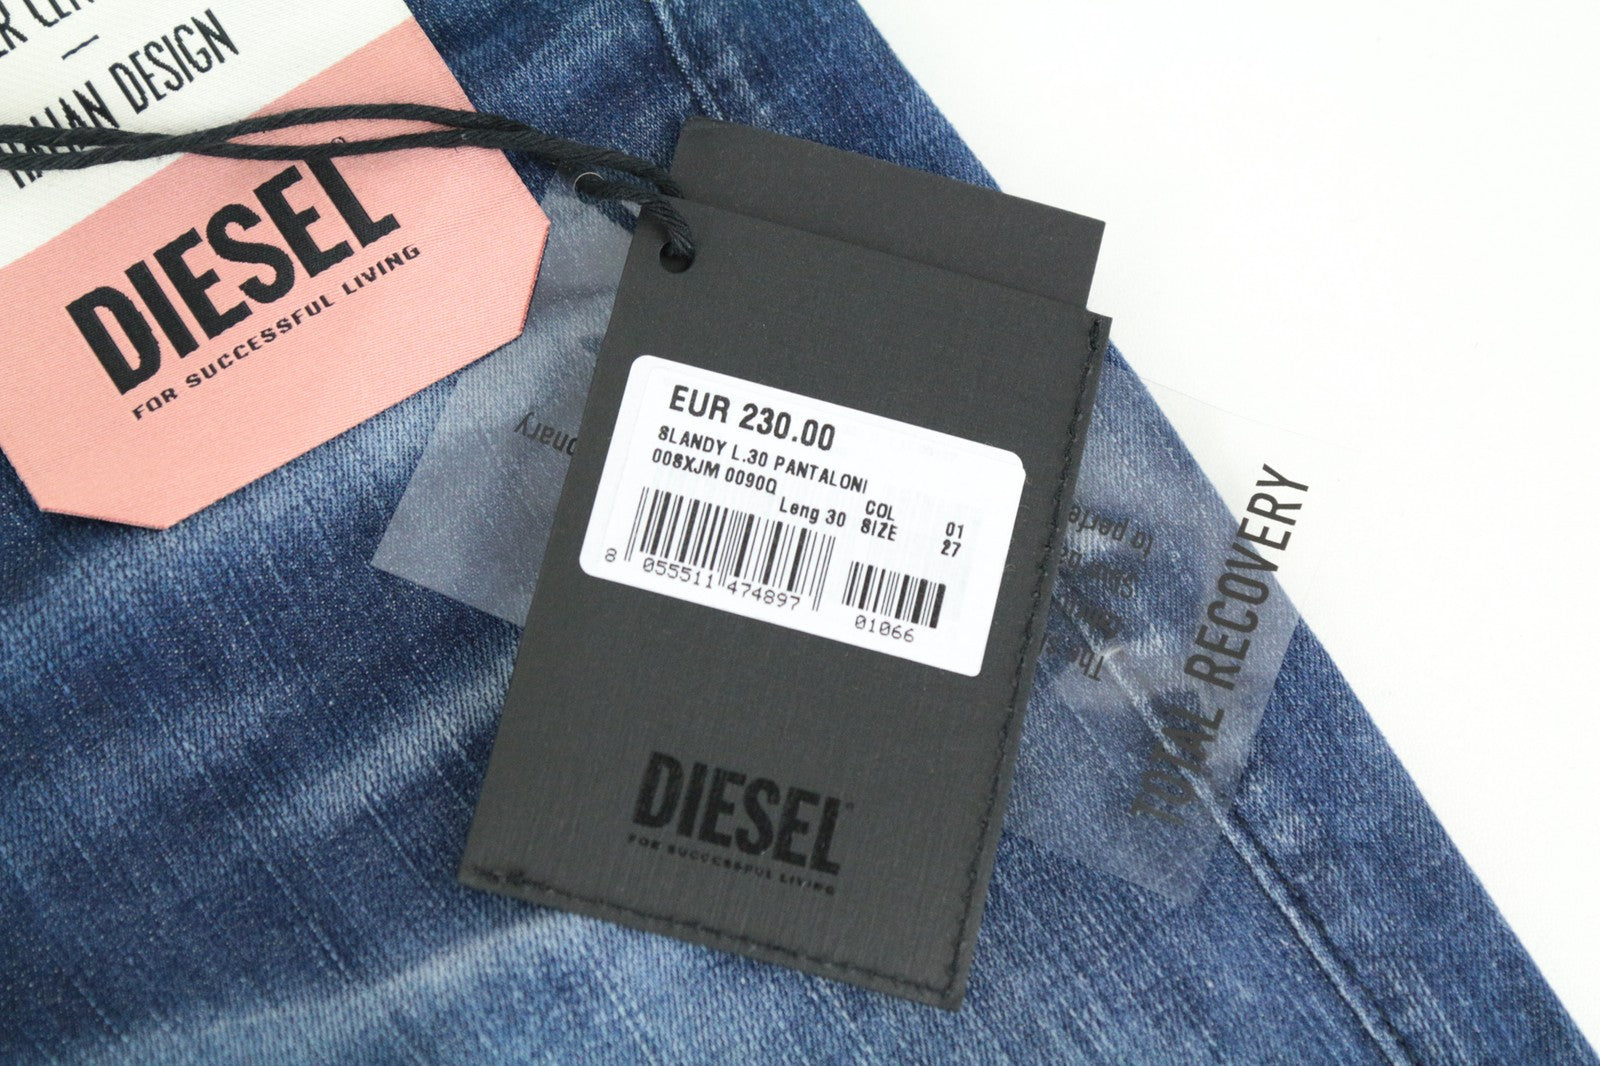 DESIGN
DIESEL
FOR SUCCESSFUL LIVING
EUR 230.00
SLANDY L.30 PANTALONI
00SXJM 0090Q
Leng 30
COL 01
SIZE 27
8 055511 474897
01066
DIESEL
FOR SUCCESSFUL LIVING
TOTAL RECOVERY